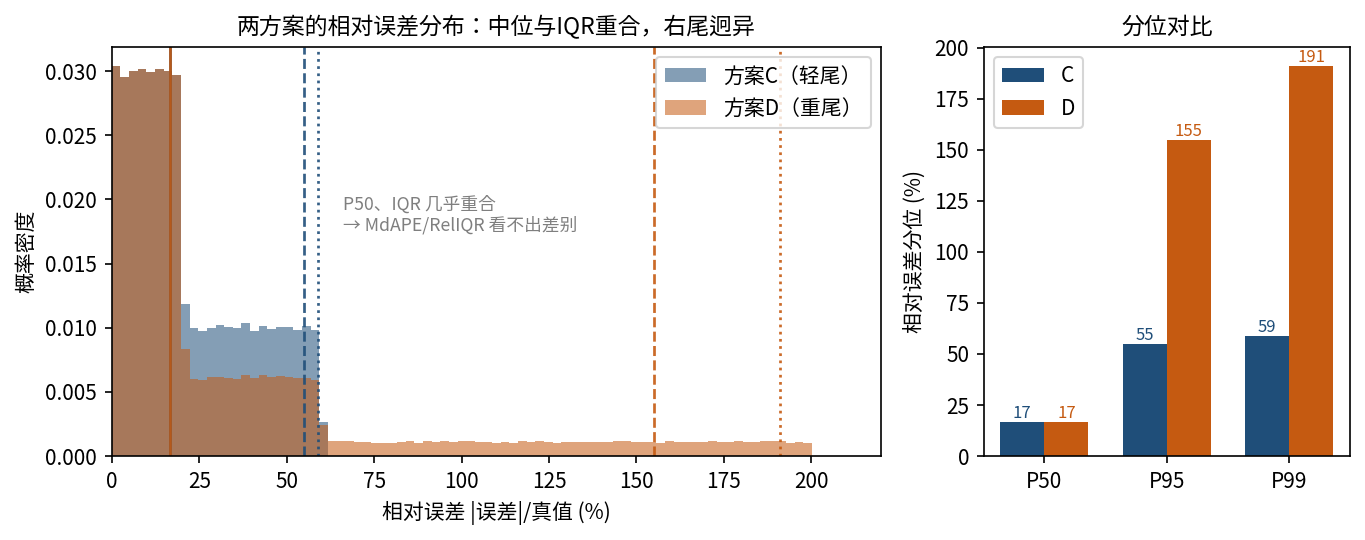 两方案的相对误差分布：中位与IQR重合，右尾迥异
概率密度
0.030
0.025
0.020
0.015
0.010
0.005
0.000
0
25
50
75
100
125
150
175
200
相对误差 |误差|/真值 (%)
方案C（轻尾）
方案D（重尾）
P50、IQR 几乎重合
→ MdAPE/RelIQR 看不出差别
分位对比
相对误差分位 (%)
200
175
150
125
100
75
50
25
0
C
D
17
17
55
155
59
191
P50
P95
P99